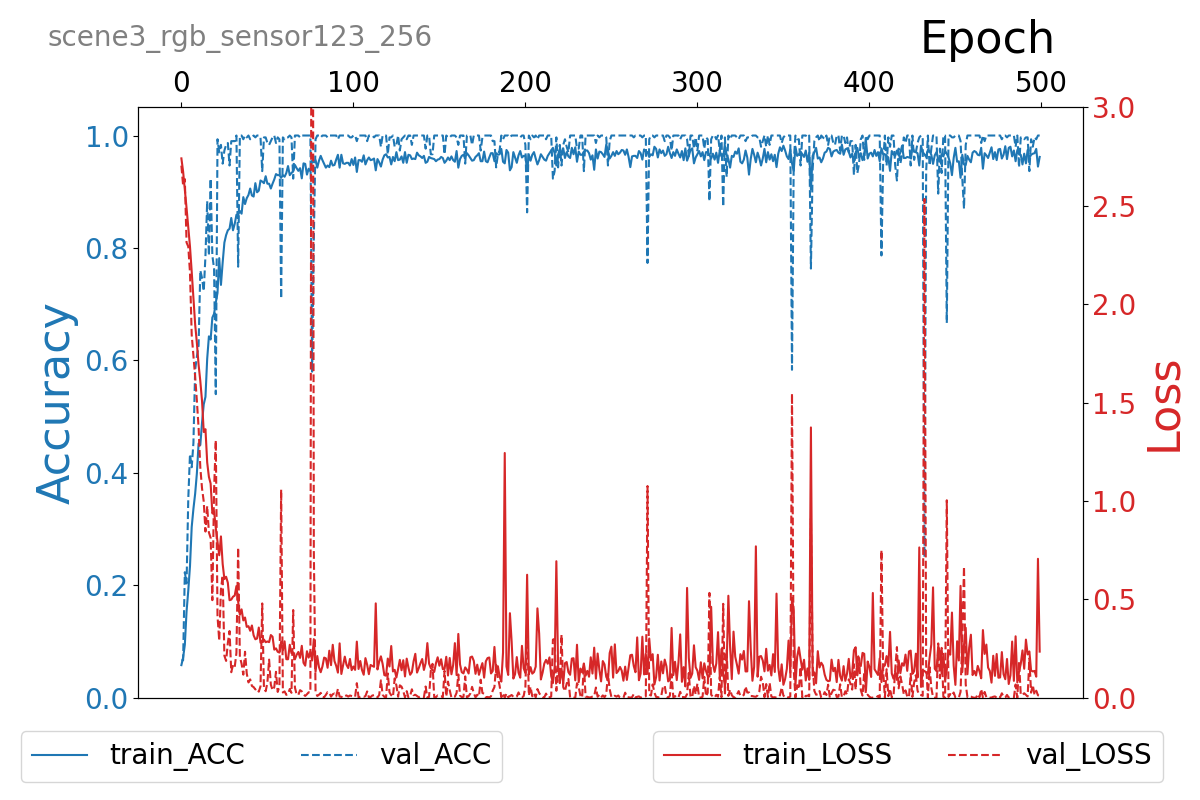 scene3_rgb_sensor123_256
Epoch
0 100 200 300 400 500
1.0
0.8
0.6
0.4
0.2
0.0
Accuracy
3.0
2.5
2.0
1.5
1.0
0.5
0.0
Loss
train_ACC val_ACC
train_LOSS val_LOSS